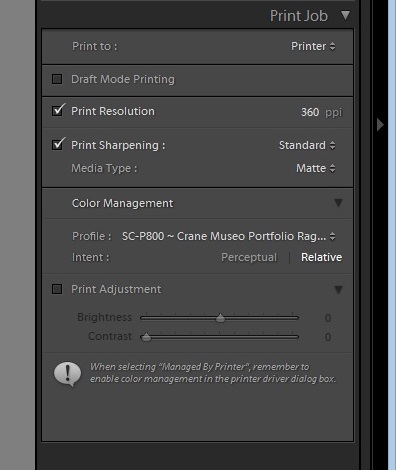 Print Job
Print to : Printer
Draft Mode Printing
Print Resolution 360 ppi
Print Sharpening : Standard
Media Type : Matte
Color Management
Profile : SC-P800 ~ Crane Museo Portfolio Rag...
Intent : Perceptual | Relative
Print Adjustment
Brightness 0
Contrast 0
When selecting "Managed By Printer", remember to
enable color management in the printer driver dialog box.